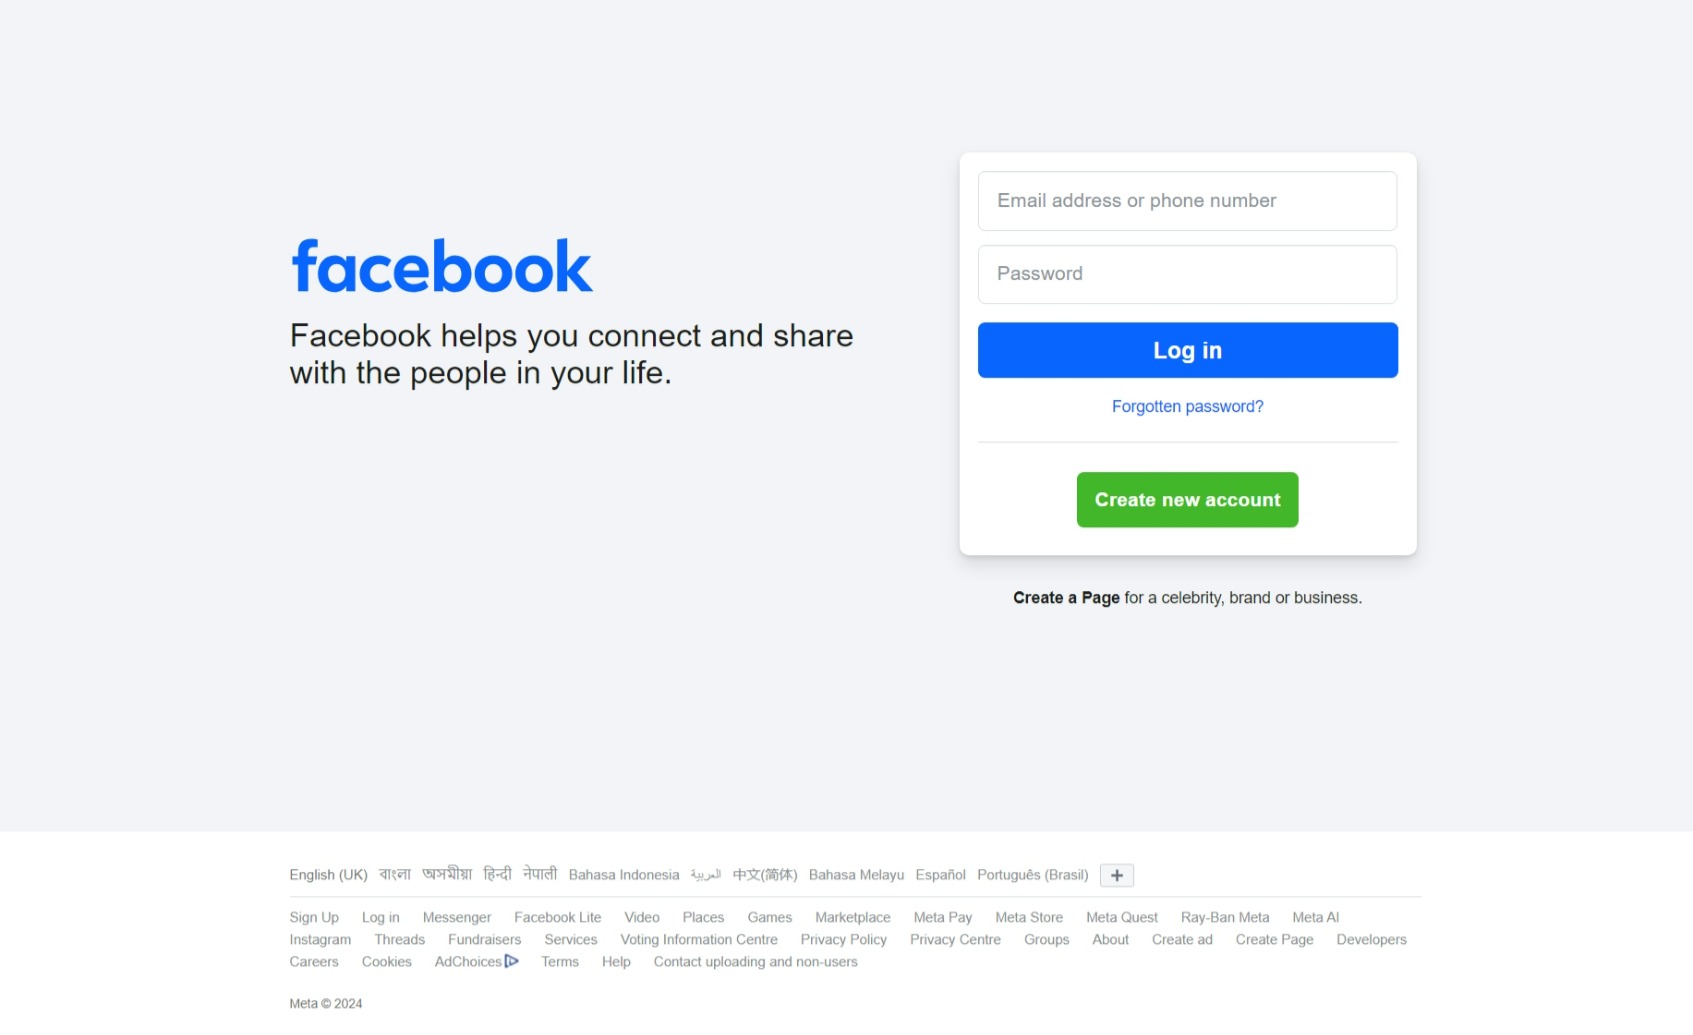 facebook
Facebook helps you connect and share
with the people in your life.
Email address or phone number
Password
Log in
Forgotten password?
Create new account
Create a Page for a celebrity, brand or business.
English (UK) বাংলা অসমীয়া हिन्दी नेपाली Bahasa Indonesia العربية 中文(简体) Bahasa Melayu Español Português (Brasil) +
Sign Up Log in Messenger Facebook Lite Video Places Games Marketplace Meta Pay Meta Store Meta Quest Ray-Ban Meta Meta AI
Instagram Threads Fundraisers Services Voting Information Centre Privacy Policy Privacy Centre Groups About Create ad Create Page Developers
Careers Cookies AdChoices Terms Help Contact uploading and non-users
Meta © 2024